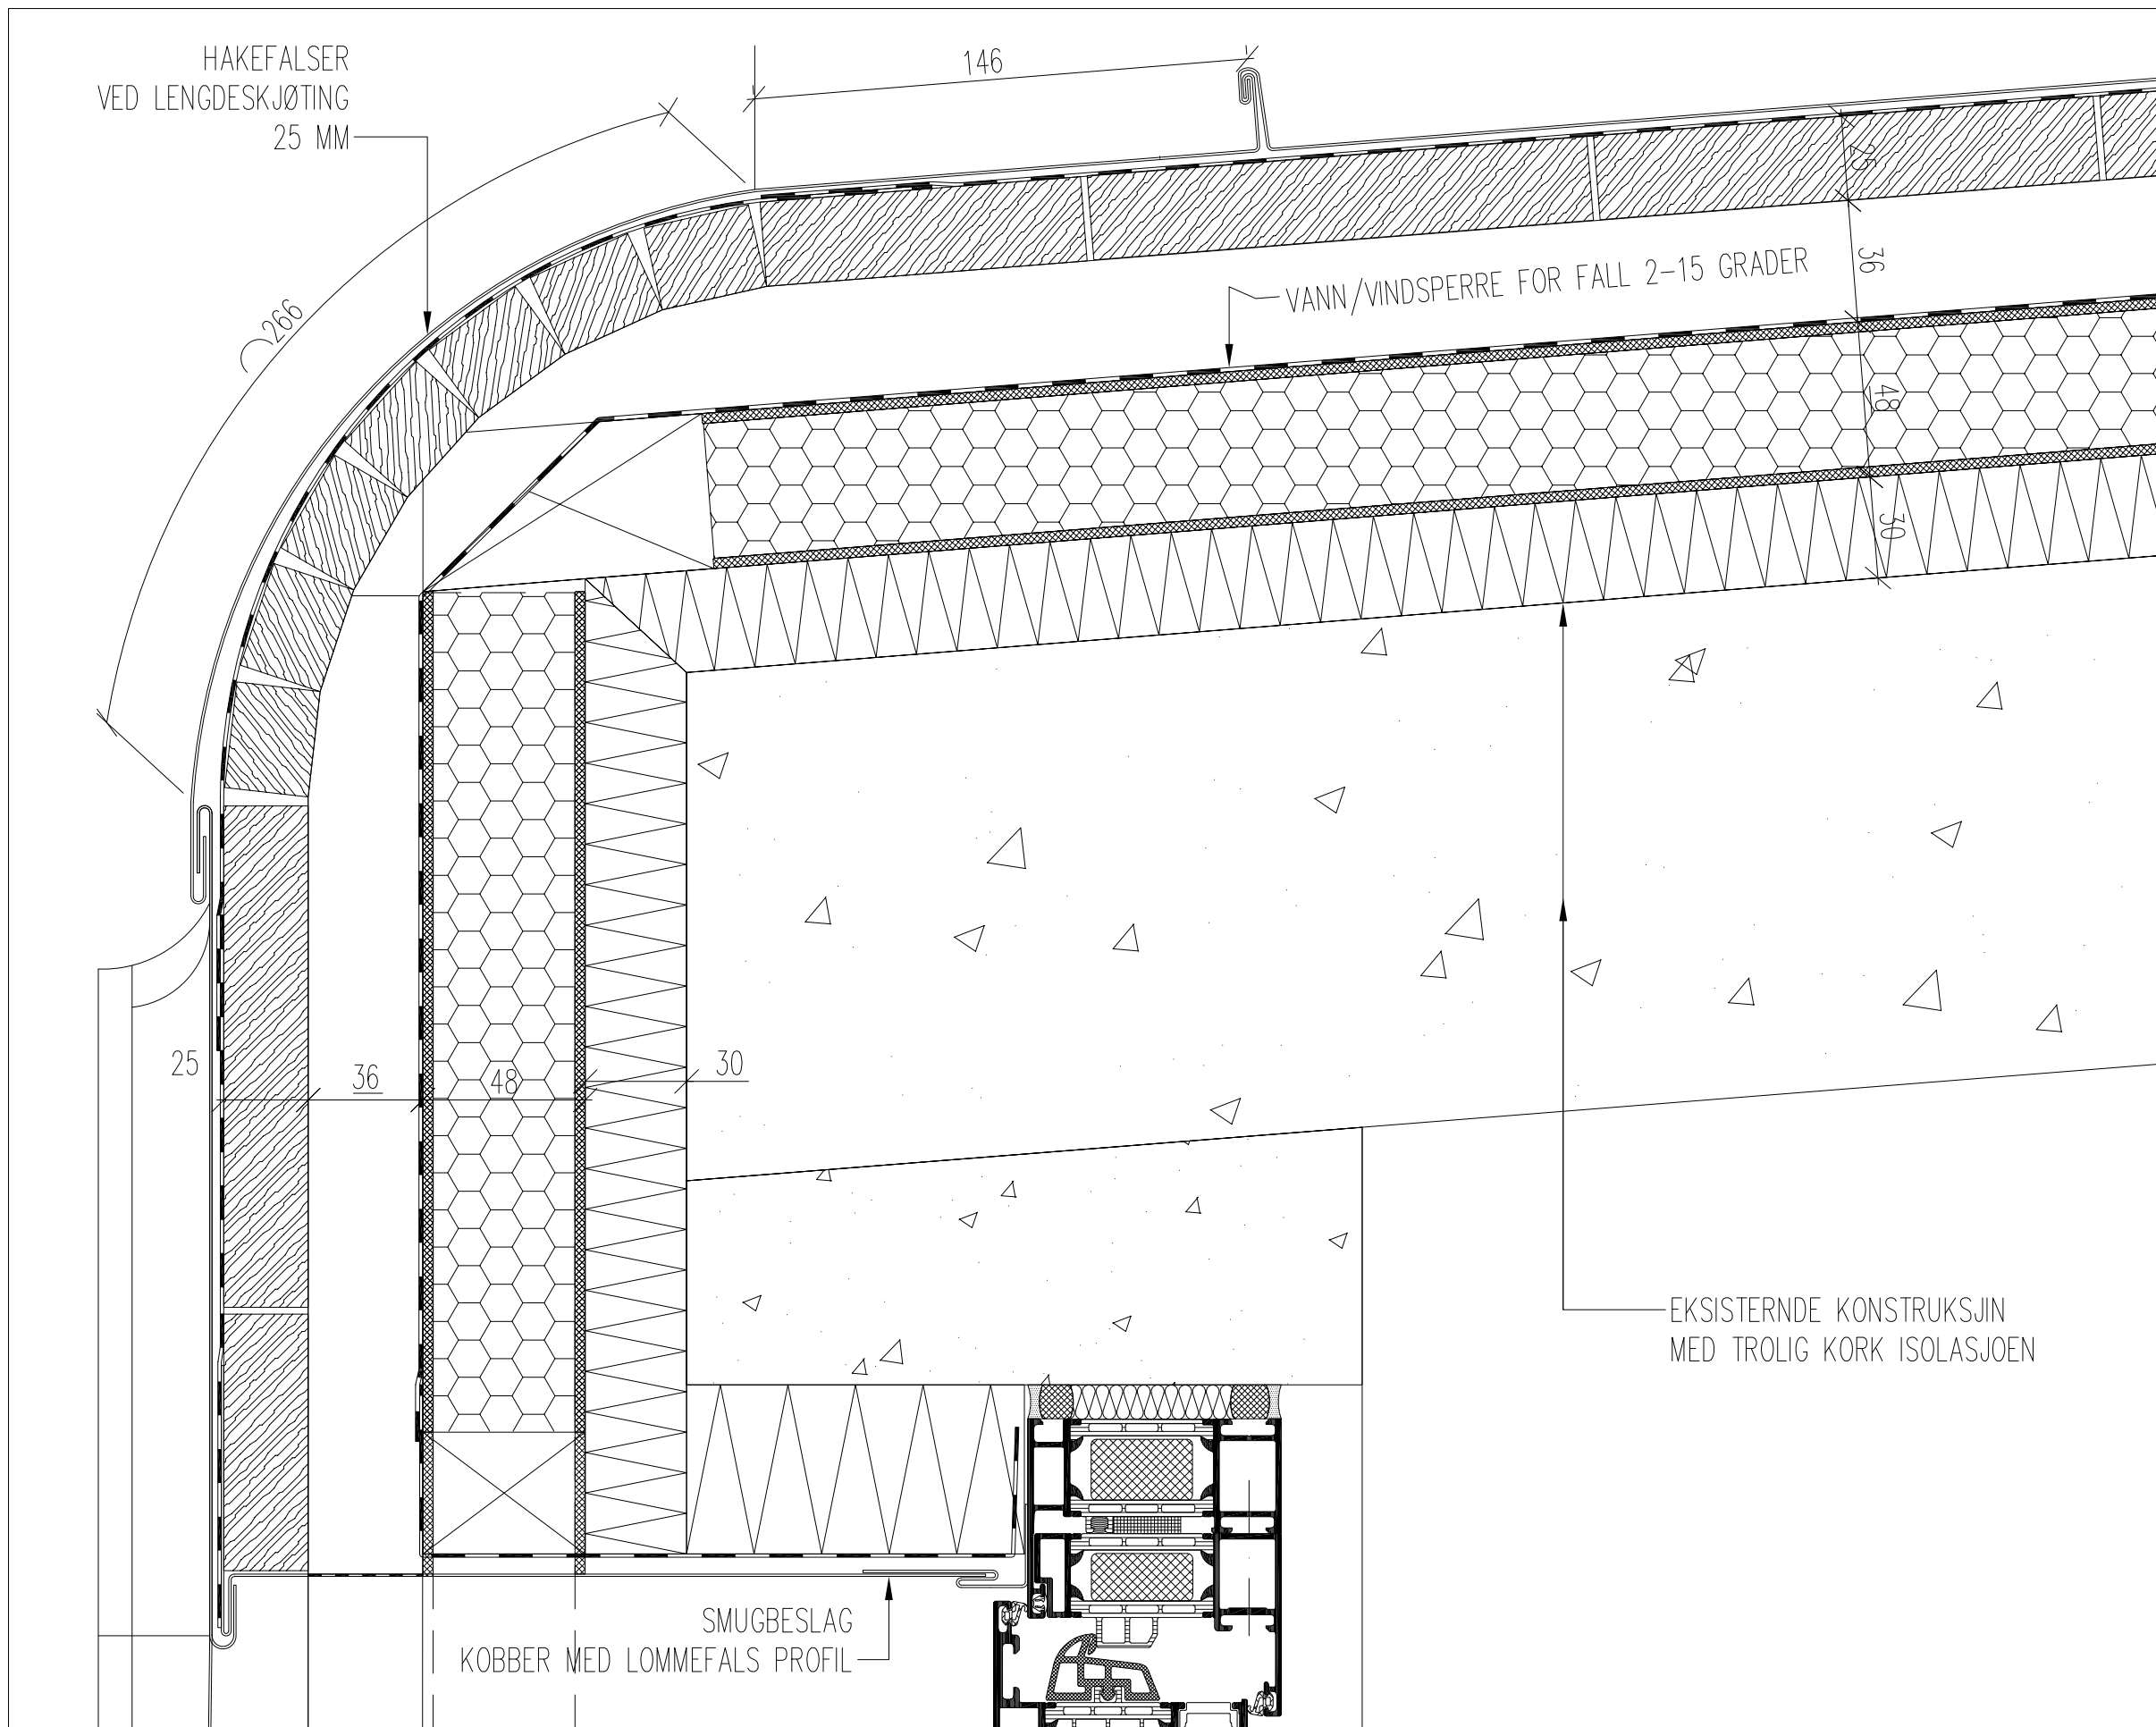 HAKEFALSER
VED LENGDESKJØTING
25 MM
146
266
25
36
VANN/VINDSPERRE FOR FALL 2-15 GRADER
48
30
25
36
48
30
EKSISTERNDE KONSTRUKSJIN
MED TROLIG KORK ISOLASJOEN
SMUGBESLAG
KOBBER MED LOMMEFALS PROFIL